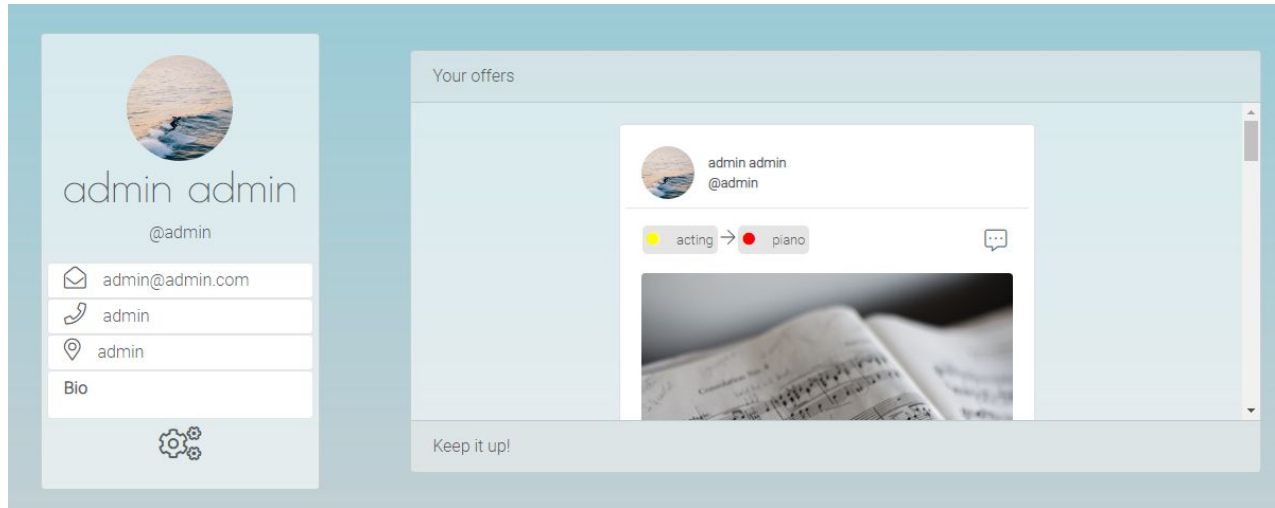 admin admin
@admin
admin@admin.com
admin
admin
Bio
Your offers
admin admin
@admin
acting piano
Keep it up!